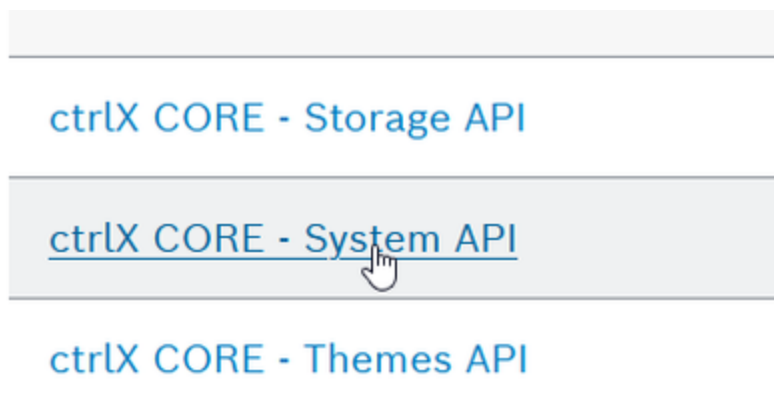 ctrlX CORE - Storage API
ctrlX CORE - System API
ctrlX CORE - Themes API